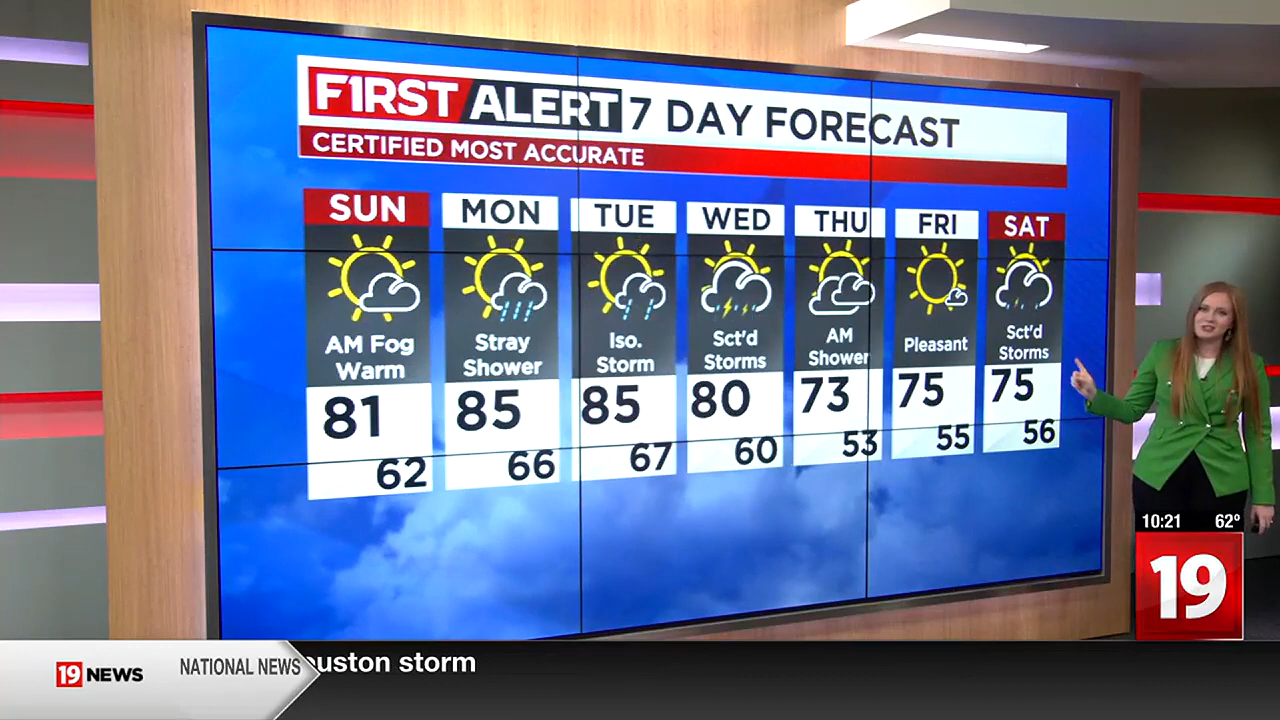 F1RST ALERT 7 DAY FORECAST
CERTIFIED MOST ACCURATE
SUN
AM Fog
Warm
81
62
MON
Stray
Shower
85
66
TUE
Iso.
Storm
85
67
WED
Sct'd
Storms
80
60
THU
AM
Shower
73
53
FRI
Pleasant
75
55
SAT
Sct'd
Storms
75
56
10:21 62°
19
19 NEWS
NATIONAL NEWS
ouston storm